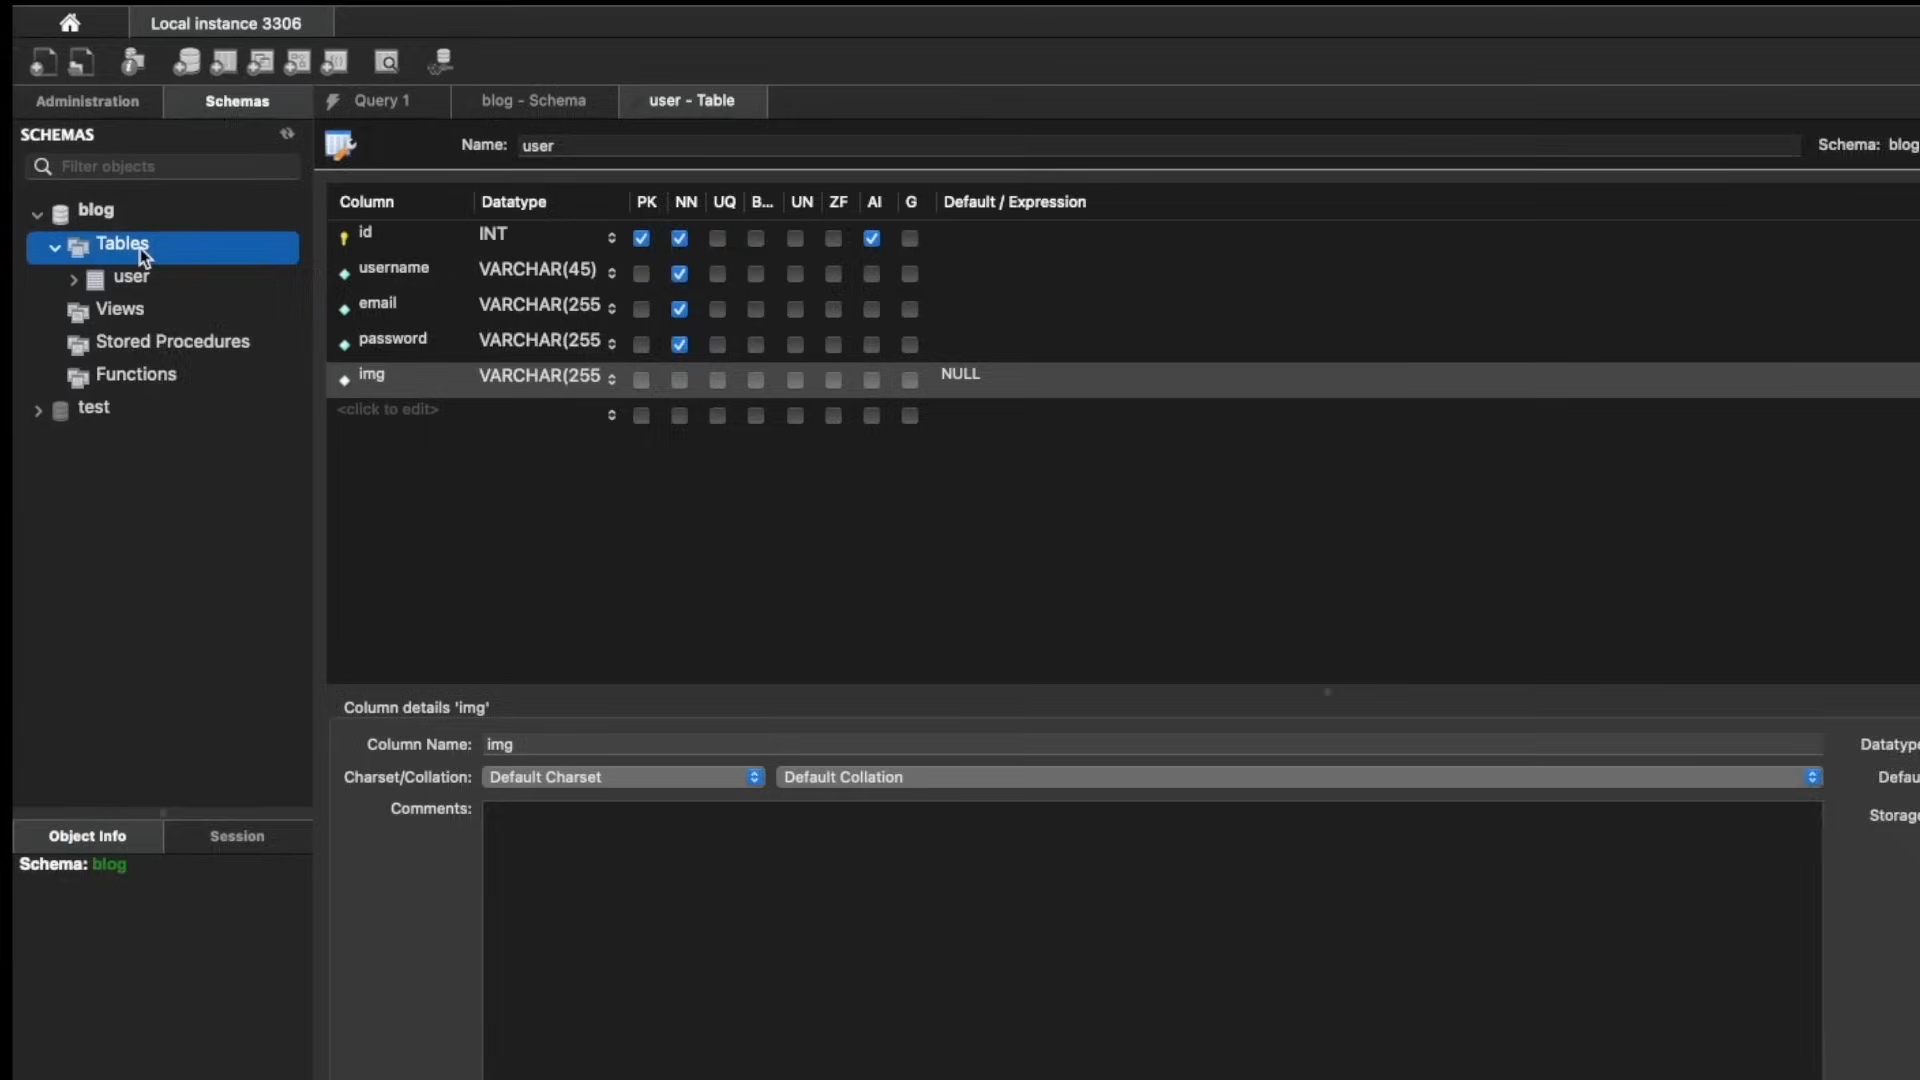 Local instance 3306
Administration
Schemas
Query 1
blog - Schema
user - Table
SCHEMAS
Filter objects
blog
Tables
user
Views
Stored Procedures
Functions
test
Name: user
Schema: blog
Column Datatype PK NN UQ B... UN ZF AI G Default / Expression
id INT
username VARCHAR(45)
email VARCHAR(255
password VARCHAR(255
img VARCHAR(255 NULL
<click to edit>
Column details 'img'
Column Name: img
Datatype
Charset/Collation: Default Charset Default Collation
Defau
Comments:
Storage
Object Info
Session
Schema: blog